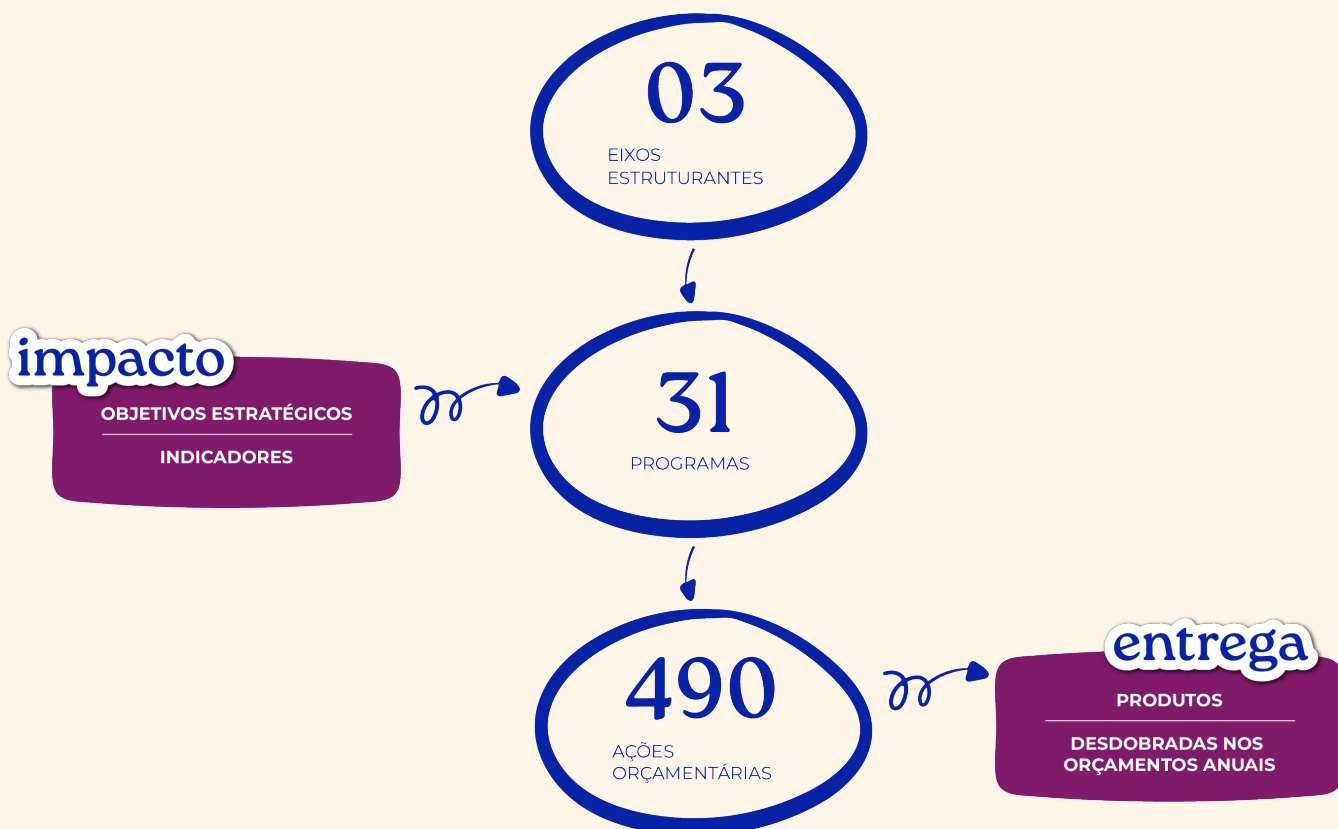 03
EIXOS
ESTRUTURANTES
impacto
OBJETIVOS ESTRATÉGICOS
INDICADORES
31
PROGRAMAS
490
AÇÕES
ORÇAMENTÁRIAS
entrega
PRODUTOS
DESDOBRADAS NOS
ORÇAMENTOS ANUAIS